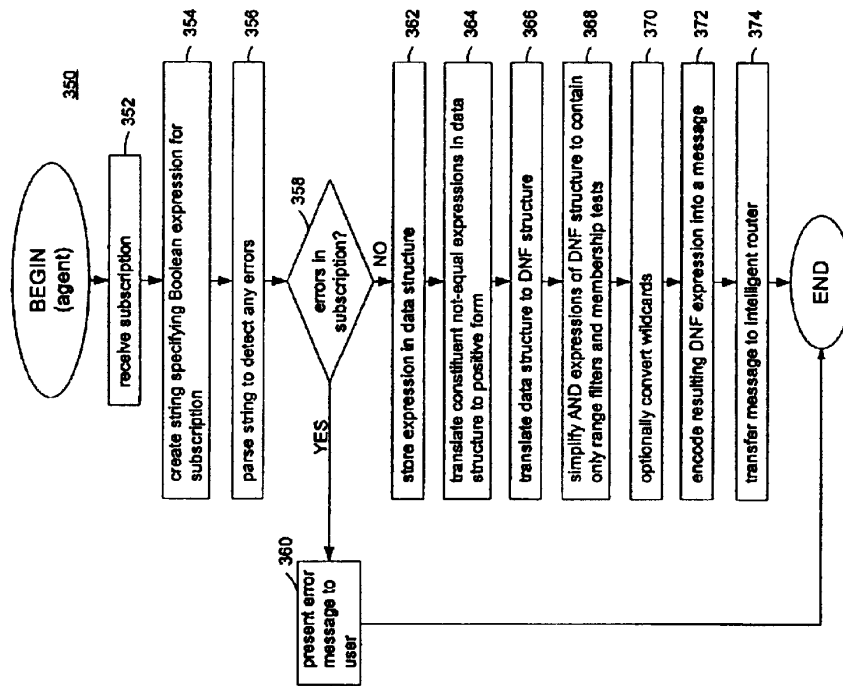 350
BEGIN
(agent)
352
receive subscription
354
create string specifying Boolean expression for
subscription
356
parse string to detect any errors
358
errors in
subscription?
YES
NO
360
present error
message to
user
362
store expression in data structure
364
translate constituent not-equal expressions in data
structure to positive form
366
translate data structure to DNF structure
368
simplify AND expressions of DNF structure to contain
only range filters and membership tests
370
optionally convert wildcards
372
encode resulting DNF expression into a message
374
transfer message to intelligent router
END